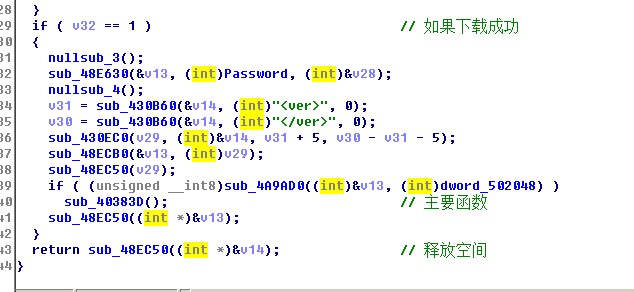 28 }
29 if ( v32 == 1 ) // 如果下载成功
30 {
31 nullsub_3();
32 sub_48E630(&v13, (int)Password, (int)&v28);
33 nullsub_4();
34 v31 = sub_430B60(&v14, (int)"<ver>", 0);
35 v30 = sub_430B60(&v14, (int)"</ver>", 0);
36 sub_430EC0(v29, (int)&v14, v31 + 5, v30 - v31 - 5);
37 sub_48ECB0(&v13, (int)v29);
38 sub_48EC50(v29);
39 if ( (unsigned __int8)sub_4A9AD0((int)&v13, (int)dword_502048) )
40 sub_40383D(); // 主要函数
41 sub_48EC50((int *)&v13);
42 }
43 return sub_48EC50((int *)&v14); // 释放空间
44 }